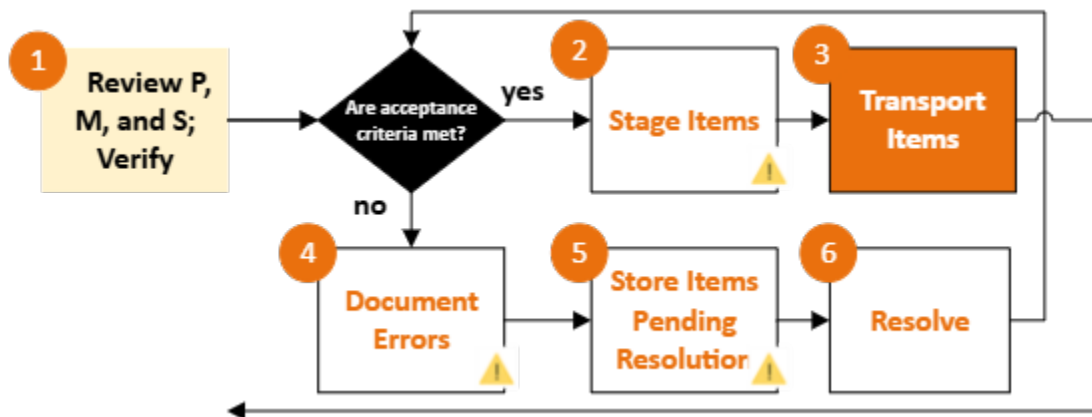 1
Review P,
M, and S;
Verify
Are acceptance
criteria met?
yes
no
2
Stage Items
!
3
Transport
Items
4
Document
Errors
!
5
Store Items
Pending
Resolution
!
6
Resolve